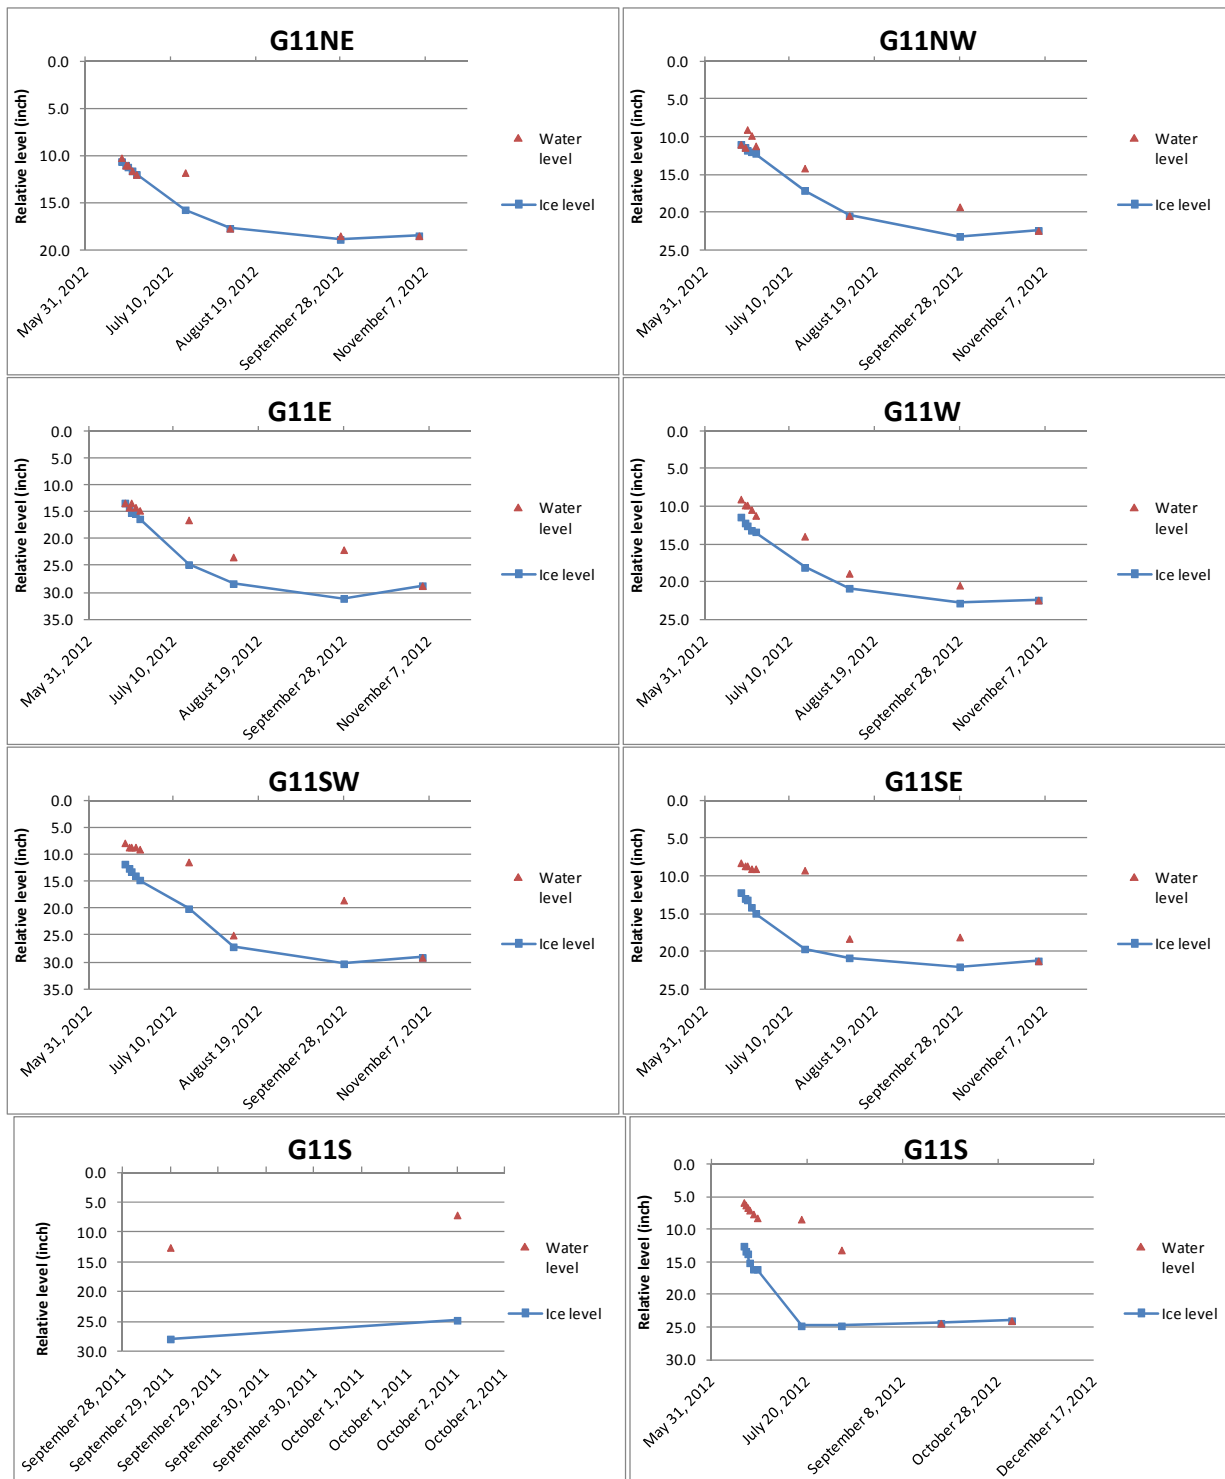 G11NE
Relative level (inch)
0.0
5.0
10.0
15.0
20.0
May 31, 2012
July 10, 2012
August 19, 2012
September 28, 2012
November 7, 2012
Water
level
Ice level
G11NW
Relative level (inch)
0.0
5.0
10.0
15.0
20.0
25.0
May 31, 2012
July 10, 2012
August 19, 2012
September 28, 2012
November 7, 2012
Water
level
Ice level
G11E
Relative level (inch)
0.0
5.0
10.0
15.0
20.0
25.0
30.0
35.0
May 31, 2012
July 10, 2012
August 19, 2012
September 28, 2012
November 7, 2012
Water
level
Ice level
G11W
Relative level (inch)
0.0
5.0
10.0
15.0
20.0
25.0
May 31, 2012
July 10, 2012
August 19, 2012
September 28, 2012
November 7, 2012
Water
level
Ice level
G11SW
Relative level (inch)
0.0
5.0
10.0
15.0
20.0
25.0
30.0
35.0
May 31, 2012
July 10, 2012
August 19, 2012
September 28, 2012
November 7, 2012
Water
level
Ice level
G11SE
Relative level (inch)
0.0
5.0
10.0
15.0
20.0
25.0
May 31, 2012
July 10, 2012
August 19, 2012
September 28, 2012
November 7, 2012
Water
level
Ice level
G11S
Relative level (inch)
0.0
5.0
10.0
15.0
20.0
25.0
30.0
September 28, 2011
September 29, 2011
September 29, 2011
September 30, 2011
September 30, 2011
October 1, 2011
October 1, 2011
October 2, 2011
October 2, 2011
Water
level
Ice level
G11S
Relative level (inch)
0.0
5.0
10.0
15.0
20.0
25.0
30.0
May 31, 2012
July 20, 2012
September 8, 2012
October 28, 2012
December 17, 2012
Water
level
Ice level